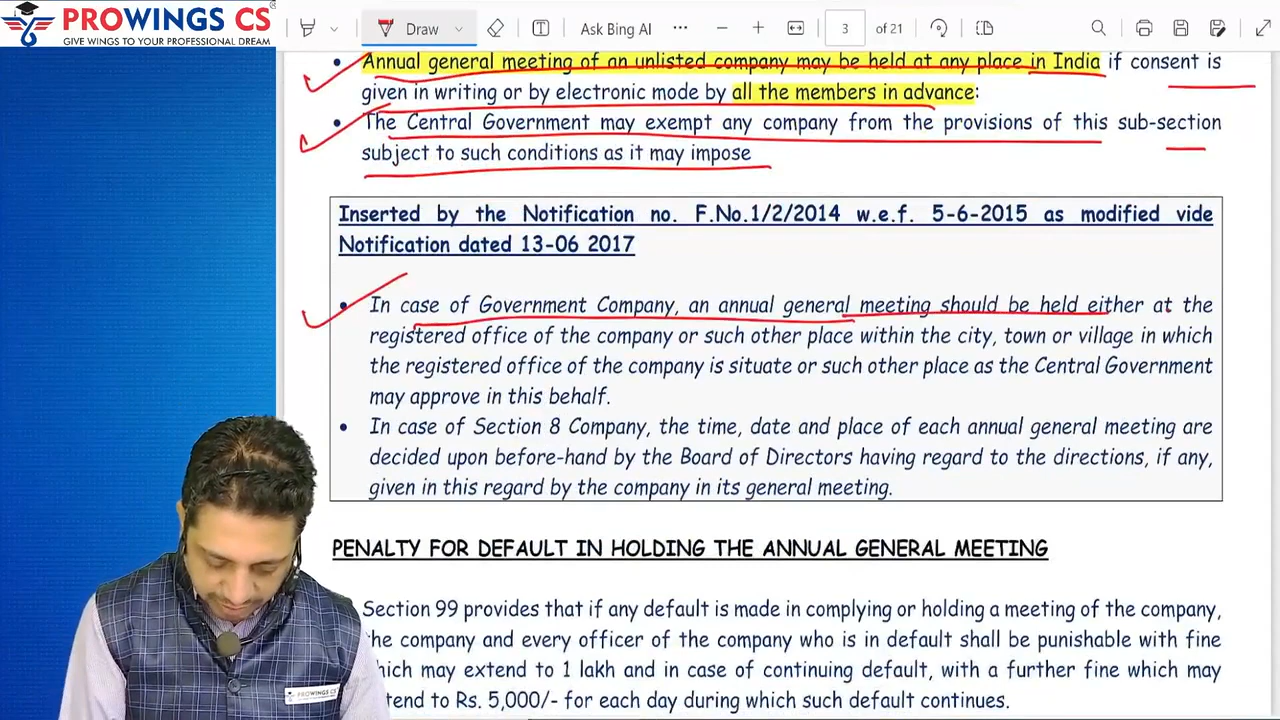 PROWINGS CS
GIVE WINGS TO YOUR PROFESSIONAL DREAM
Draw
Ask Bing AI
3 of 21
Annual general meeting of an unlisted company may be held at any place in India if consent is
given in writing or by electronic mode by all the members in advance:
The Central Government may exempt any company from the provisions of this sub-section
subject to such conditions as it may impose
Inserted by the Notification no. F.No.1/2/2014 w.e.f. 5-6-2015 as modified vide
Notification dated 13-06 2017
In case of Government Company, an annual general meeting should be held either at the
registered office of the company or such other place within the city, town or village in which
the registered office of the company is situate or such other place as the Central Government
may approve in this behalf.
In case of Section 8 Company, the time, date and place of each annual general meeting are
decided upon before-hand by the Board of Directors having regard to the directions, if any,
given in this regard by the company in its general meeting.
PENALTY FOR DEFAULT IN HOLDING THE ANNUAL GENERAL MEETING
Section 99 provides that if any default is made in complying or holding a meeting of the company,
the company and every officer of the company who is in default shall be punishable with fine
which may extend to 1 lakh and in case of continuing default, with a further fine which may
tend to Rs. 5,000/- for each day during which such default continues.
PROWINGS